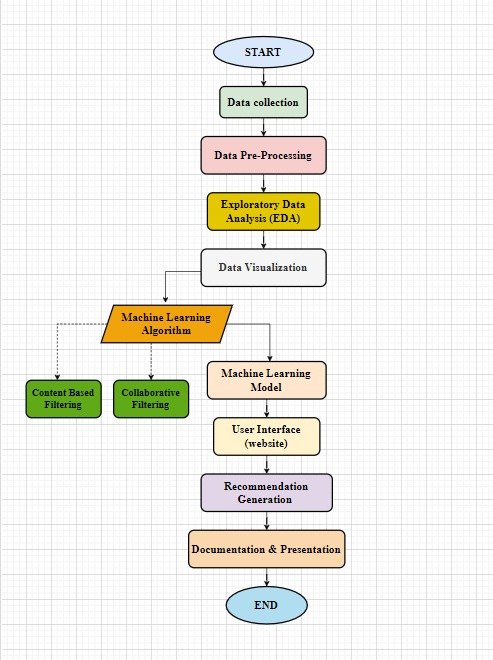 START
Data collection
Data Pre-Processing
Exploratory Data
Analysis (EDA)
Data Visualization
Machine Learning
Algorithm
Content Based
Filtering
Collaborative
Filtering
Machine Learning
Model
User Interface
(website)
Recommendation
Generation
Documentation & Presentation
END